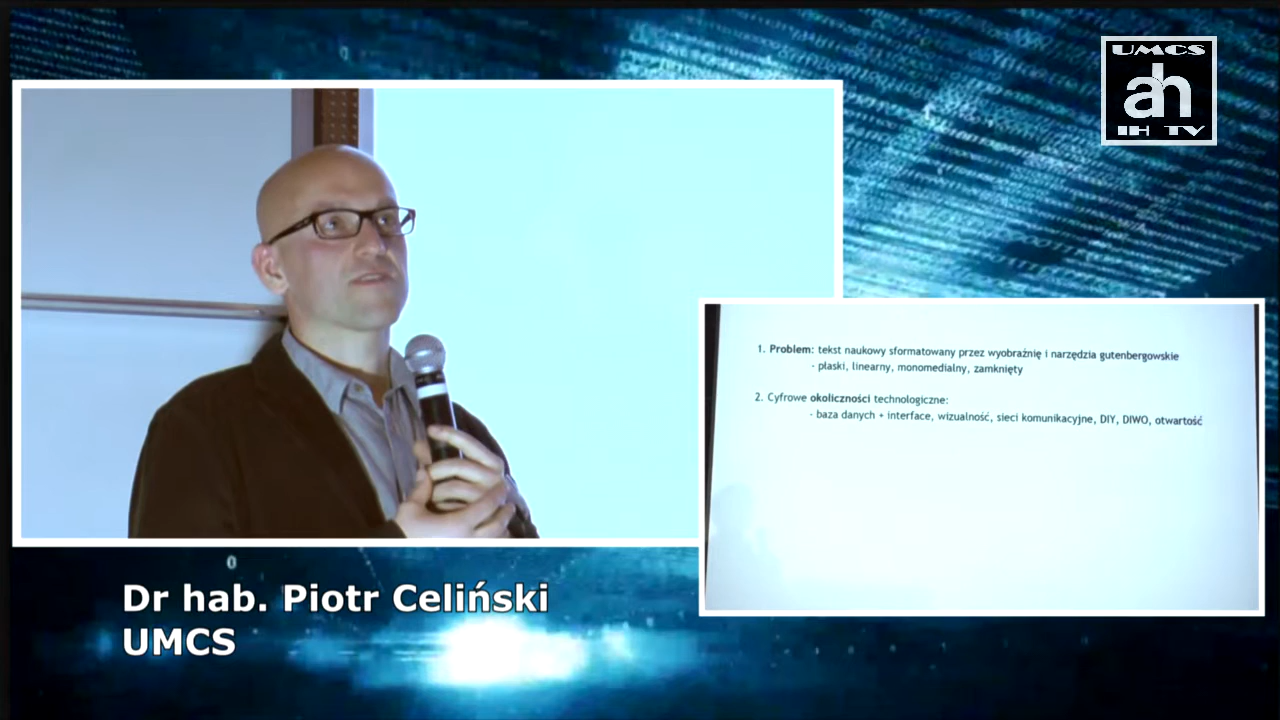 UMCS
ah
IH TV
1. Problem: tekst naukowy sformatowany przez wyobraźnię i narzędzia gutenbergowskie
- płaski, linearny, monomedialny, zamknięty
2. Cyfrowe okoliczności technologiczne:
- baza danych + interface, wizualność, sieci komunikacyjne, DIY, DIWO, otwartość
Dr hab. Piotr Celiński
UMCS